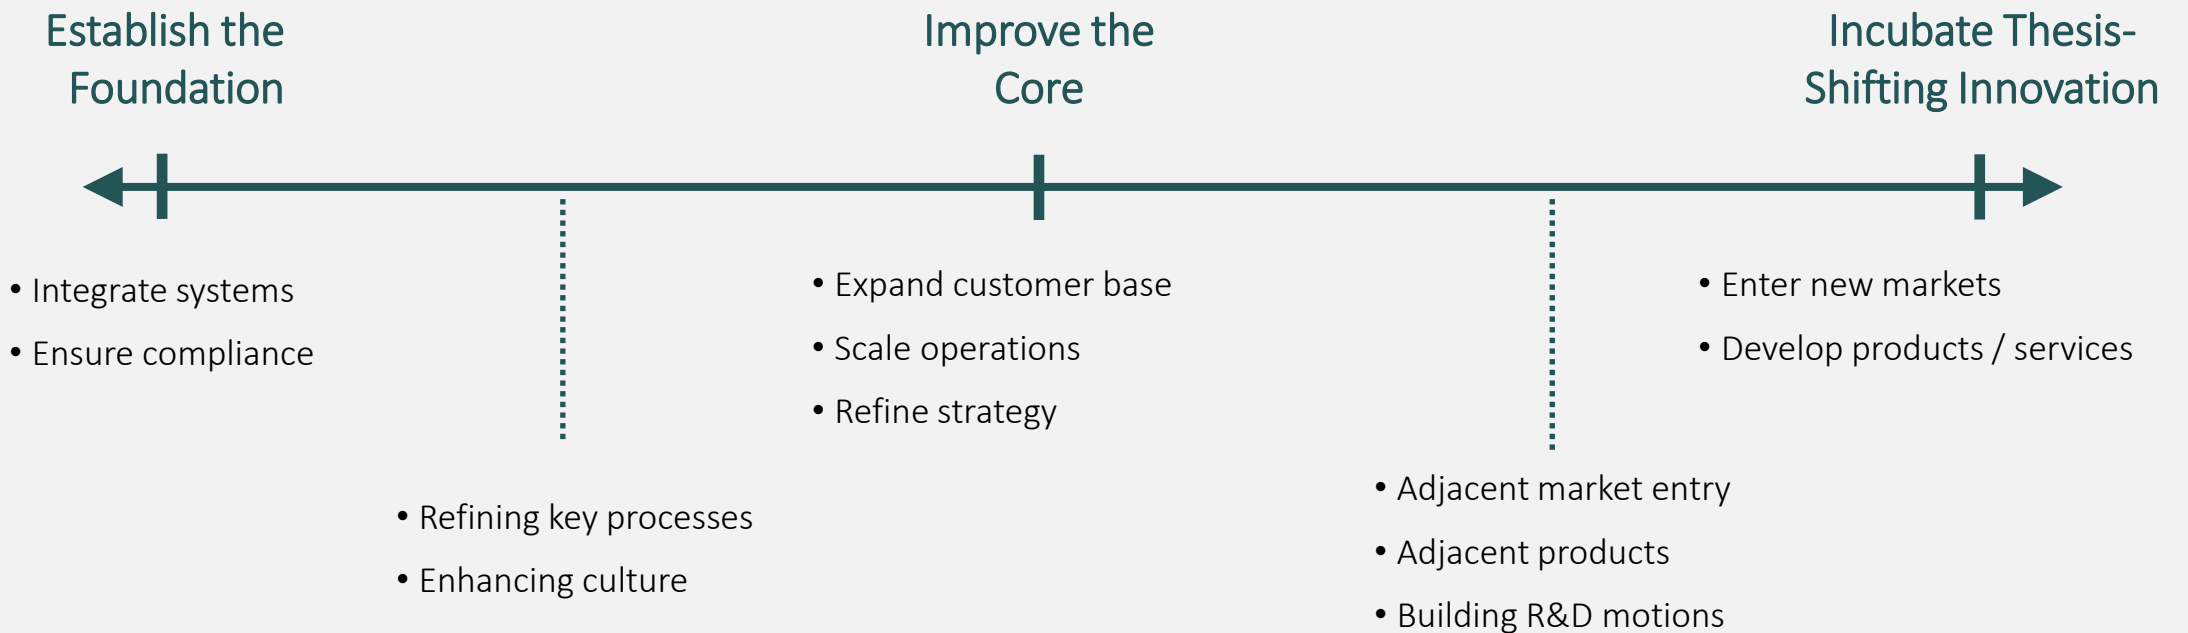 Establish the
Foundation
Improve the
Core
Incubate Thesis-
Shifting Innovation
• Integrate systems
• Ensure compliance
• Refining key processes
• Enhancing culture
• Expand customer base
• Scale operations
• Refine strategy
• Adjacent market entry
• Adjacent products
• Building R&D motions
• Enter new markets
• Develop products / services